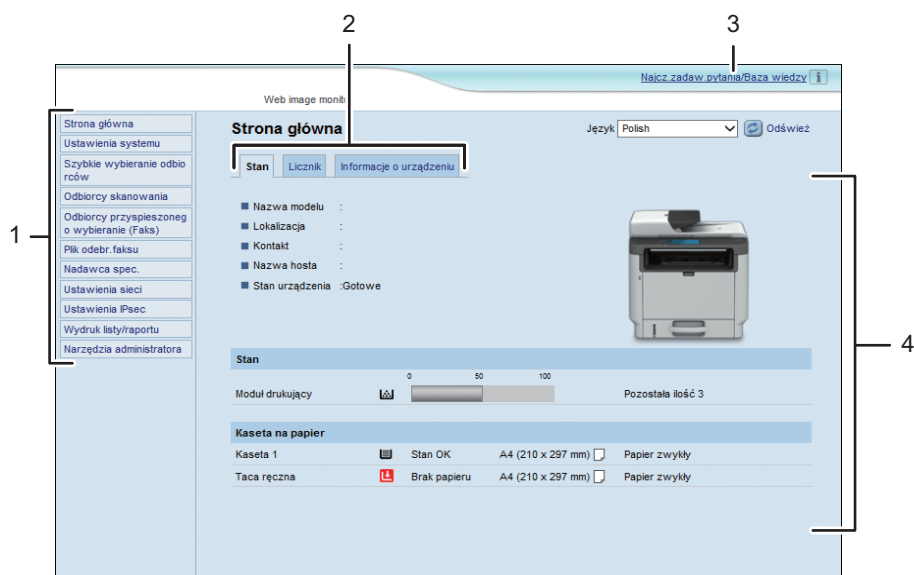 2
3
Najcz.zadaw.pytania/Baza wiedzy
Web image monitor
1
Strona główna
Ustawienia systemu
Szybkie wybieranie odbio
rców
Odbiorcy skanowania
Odbiorcy przyspieszoneg
o wybieranie (Faks)
Plik odebr.faksu
Nadawca spec.
Ustawienia sieci
Ustawienia IPsec
Wydruk listy/raportu
Narzędzia administratora
Strona główna
Język Polish Odśwież
Stan Licznik Informacje o urządzeniu
Nazwa modelu :
Lokalizacja :
Kontakt :
Nazwa hosta :
Stan urządzenia :Gotowe
4
Stan
0 50 100
Moduł drukujący Pozostała ilość 3
Kaseta na papier
Kaseta 1 Stan OK A4 (210 x 297 mm) Papier zwykły
Taca ręczna Brak papieru A4 (210 x 297 mm) Papier zwykły